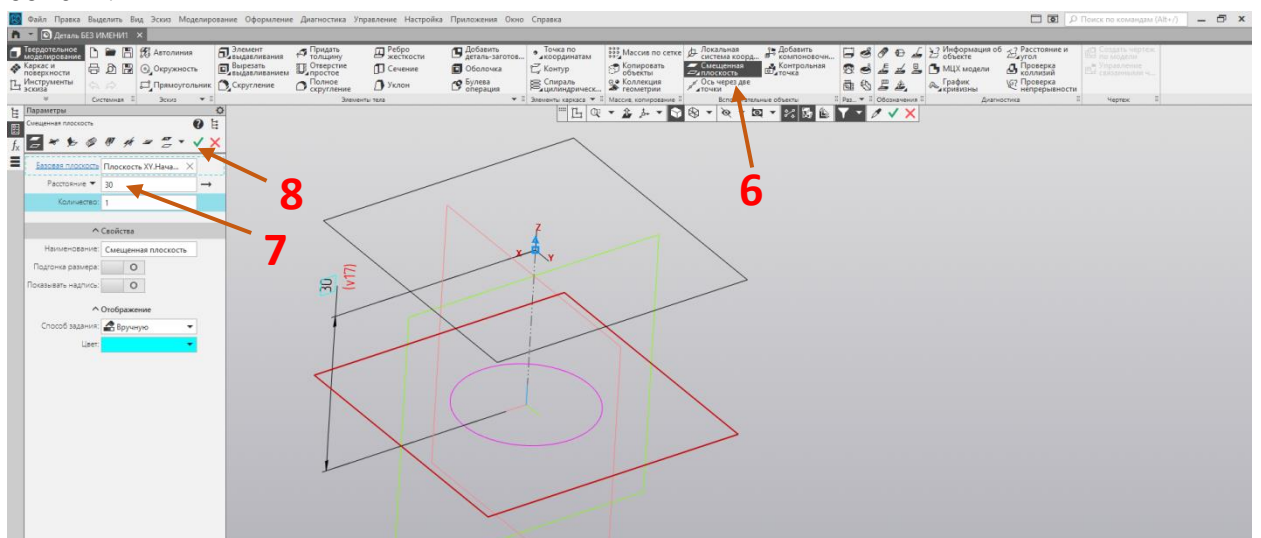 Файл Правка Выделить Вид Эскиз Моделирование Оформление Диагностика Управление Настройка Приложения Окно Справка
Поиск по командам (Alt+/)
Деталь БЕЗ ИМЕНИ1
Твердотельное моделирование
Каркас и поверхности
Инструменты эскиза
Системная
Автолиния
Окружность
Прямоугольник
Эскиз
Элемент выдавливания
Вырезать выдавливанием
Скругление
Придать толщину
Отверстие простое
Полное скругление
Ребро жесткости
Сечение
Уклон
Добавить деталь-заготов...
Оболочка
Булева операция
Элементы тела
Точка по координатам
Контур
Спираль цилиндрическ...
Элементы каркаса
Массив по сетке
Копировать объекты
Коллекция геометрии
Массив, копирование
Локальная система коорд...
Смещенная плоскость
Ось через две точки
Добавить компоновочн...
Контрольная точка
Раз...
Обозначения
Информация об объекте
МЦХ модели
График кривизны
Расстояние и угол
Проверка коллизий
Проверка непрерывности
Диагностика
Создать чертеж по модели
Чертеж
Параметры
Смещенная плоскость
Базовая плоскость Плоскость XY.Нача...
Расстояние 30
Количество: 1
Свойства
Наименование: Смещенная плоскость
Подгонка размера:
Показывать надпись:
Отображение
Способ задания: Вручную
Цвет:
6
7
8
Z
X
Y
30
(v17)